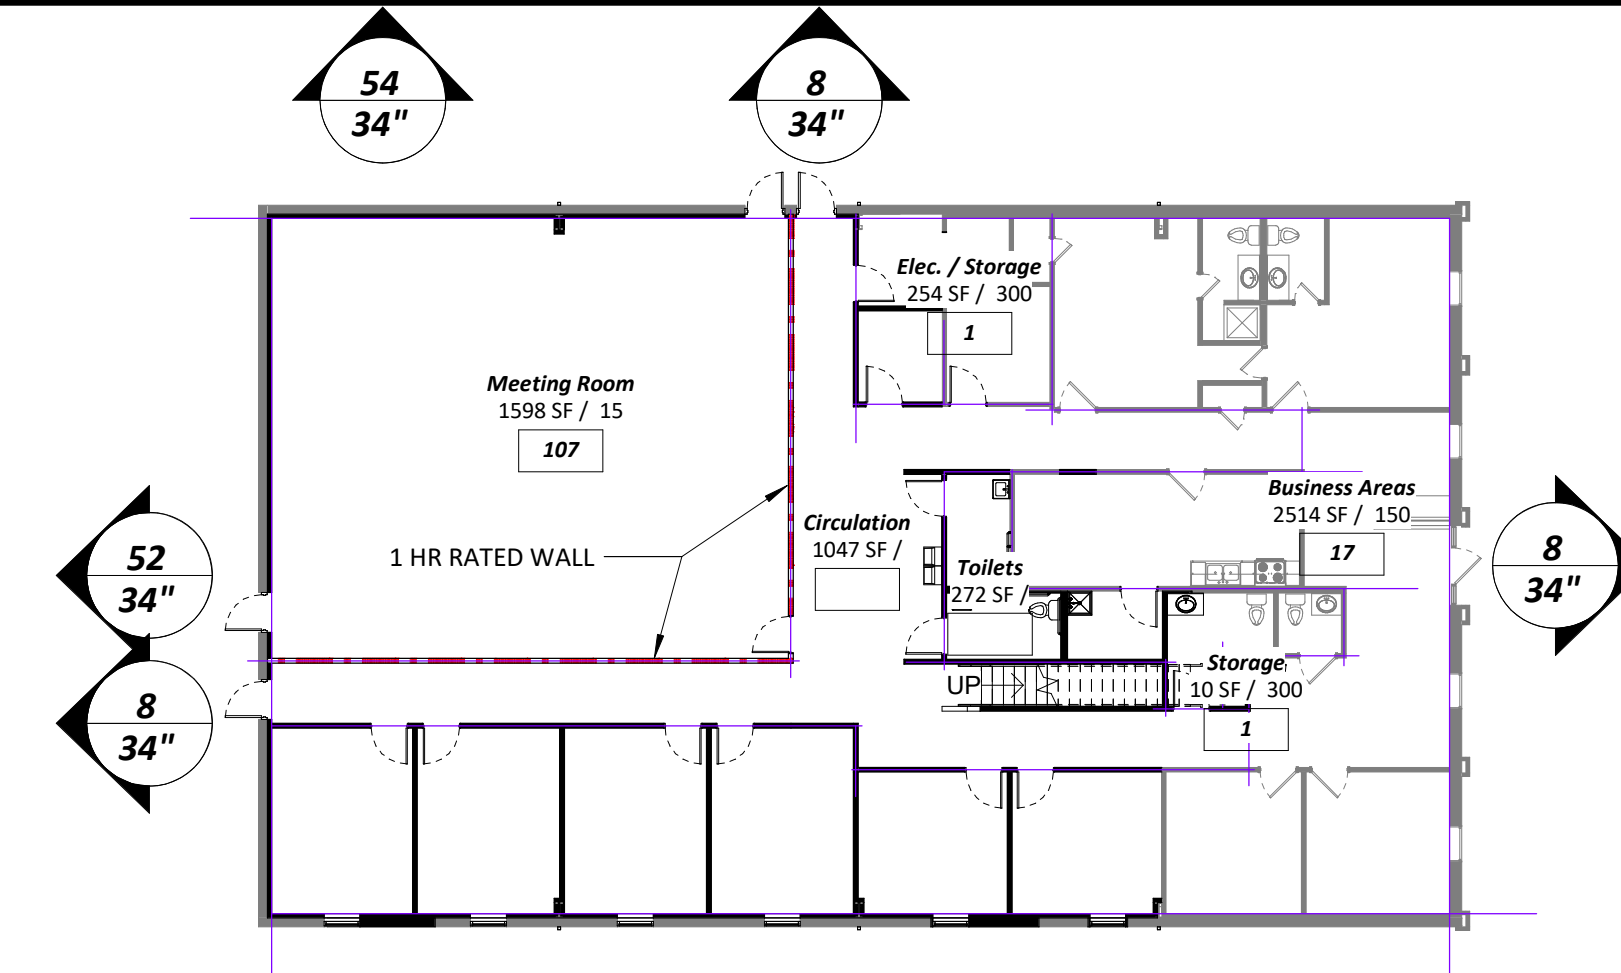 54
34"
8
34"
Elec. / Storage
254 SF / 300
1
Meeting Room
1598 SF / 15
107
Business Areas
2514 SF / 150
17
Circulation
1047 SF /
1 HR RATED WALL
Toilets
272 SF /
52
34"
8
34"
8
34"
Storage
10 SF / 300
1
UP